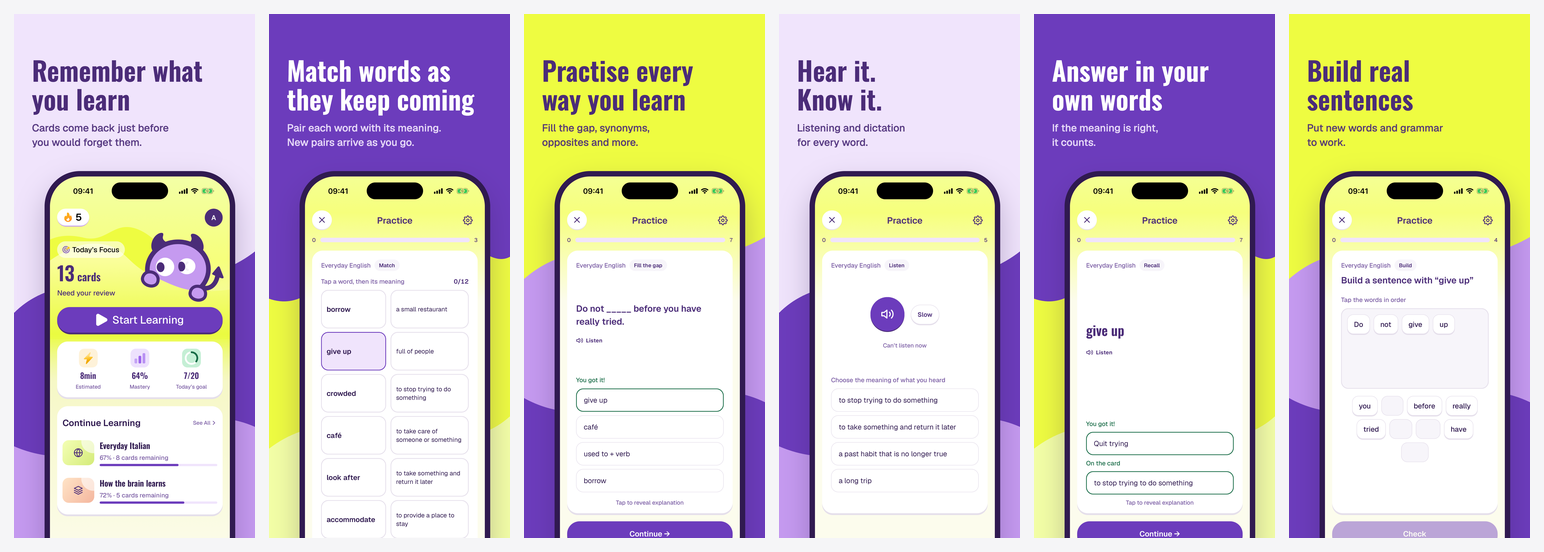 Remember what
you learn
Cards come back just before
you would forget them.
09:41
5
A
Today's Focus
13 cards
Need your review
Start Learning
8min
Estimated
64%
Mastery
7/20
Today's goal
Continue Learning
See All >
Everyday Italian
67% · 8 cards remaining
How the brain learns
72% · 5 cards remaining
Match words as
they keep coming
Pair each word with its meaning.
New pairs arrive as you go.
09:41
Practice
0
3
Everyday English
Match
Tap a word, then its meaning
0/12
borrow
a small restaurant
give up
full of people
crowded
to stop trying to do
something
café
to take care of
someone or something
look after
to take something and
return it later
accommodate
to provide a place to
stay
Practise every
way you learn
Fill the gap, synonyms,
opposites and more.
09:41
Practice
0
7
Everyday English
Fill the gap
Do not _____ before you have
really tried.
Listen
You got it!
give up
café
used to + verb
borrow
Tap to reveal explanation
Continue →
Hear it.
Know it.
Listening and dictation
for every word.
09:41
Practice
0
5
Everyday English
Listen
Slow
Can't listen now
Choose the meaning of what you heard
to stop trying to do something
to take something and return it later
a past habit that is no longer true
a long trip
Answer in your
own words
If the meaning is right,
it counts.
09:41
Practice
0
7
Everyday English
Recall
give up
Listen
You got it!
Quit trying
On the card
to stop trying to do something
Tap to reveal explanation
Continue →
Build real
sentences
Put new words and grammar
to work.
09:41
Practice
0
4
Everyday English
Build
Build a sentence with “give up”
Tap the words in order
Do not give up
you before really
tried have
Check